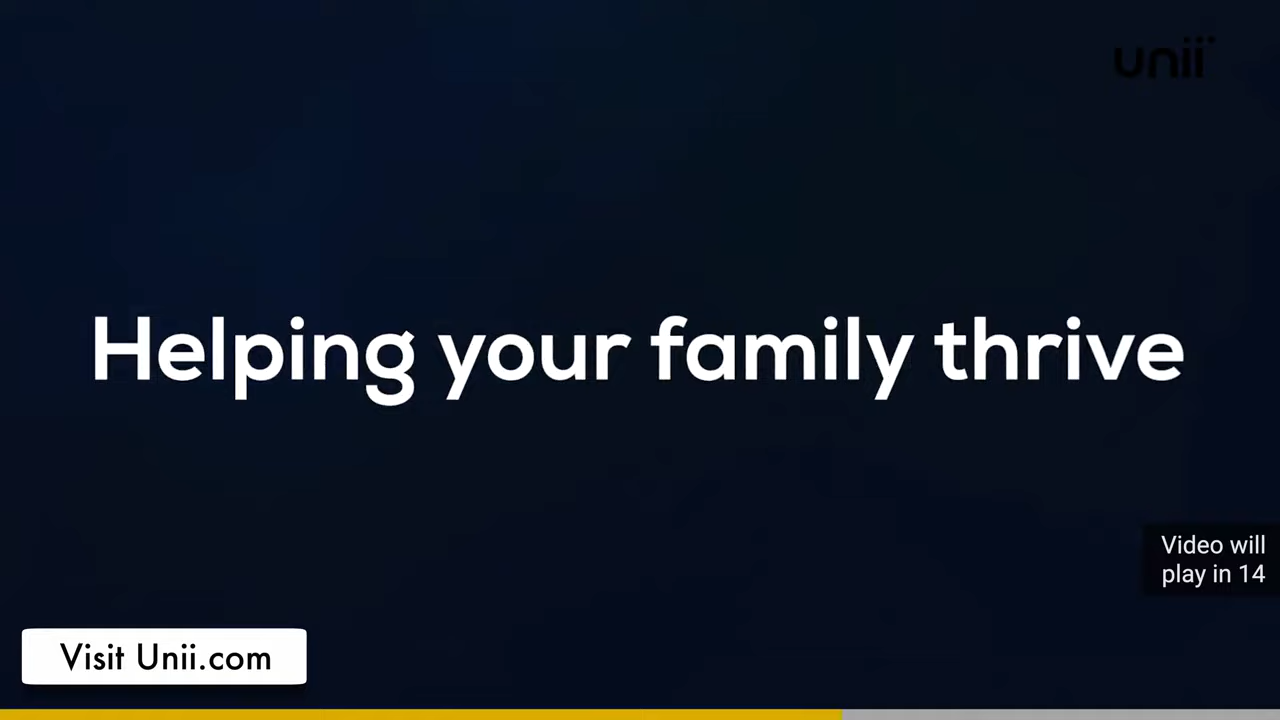 unii
Helping your family thrive
Video will
play in 14
Visit Unii.com